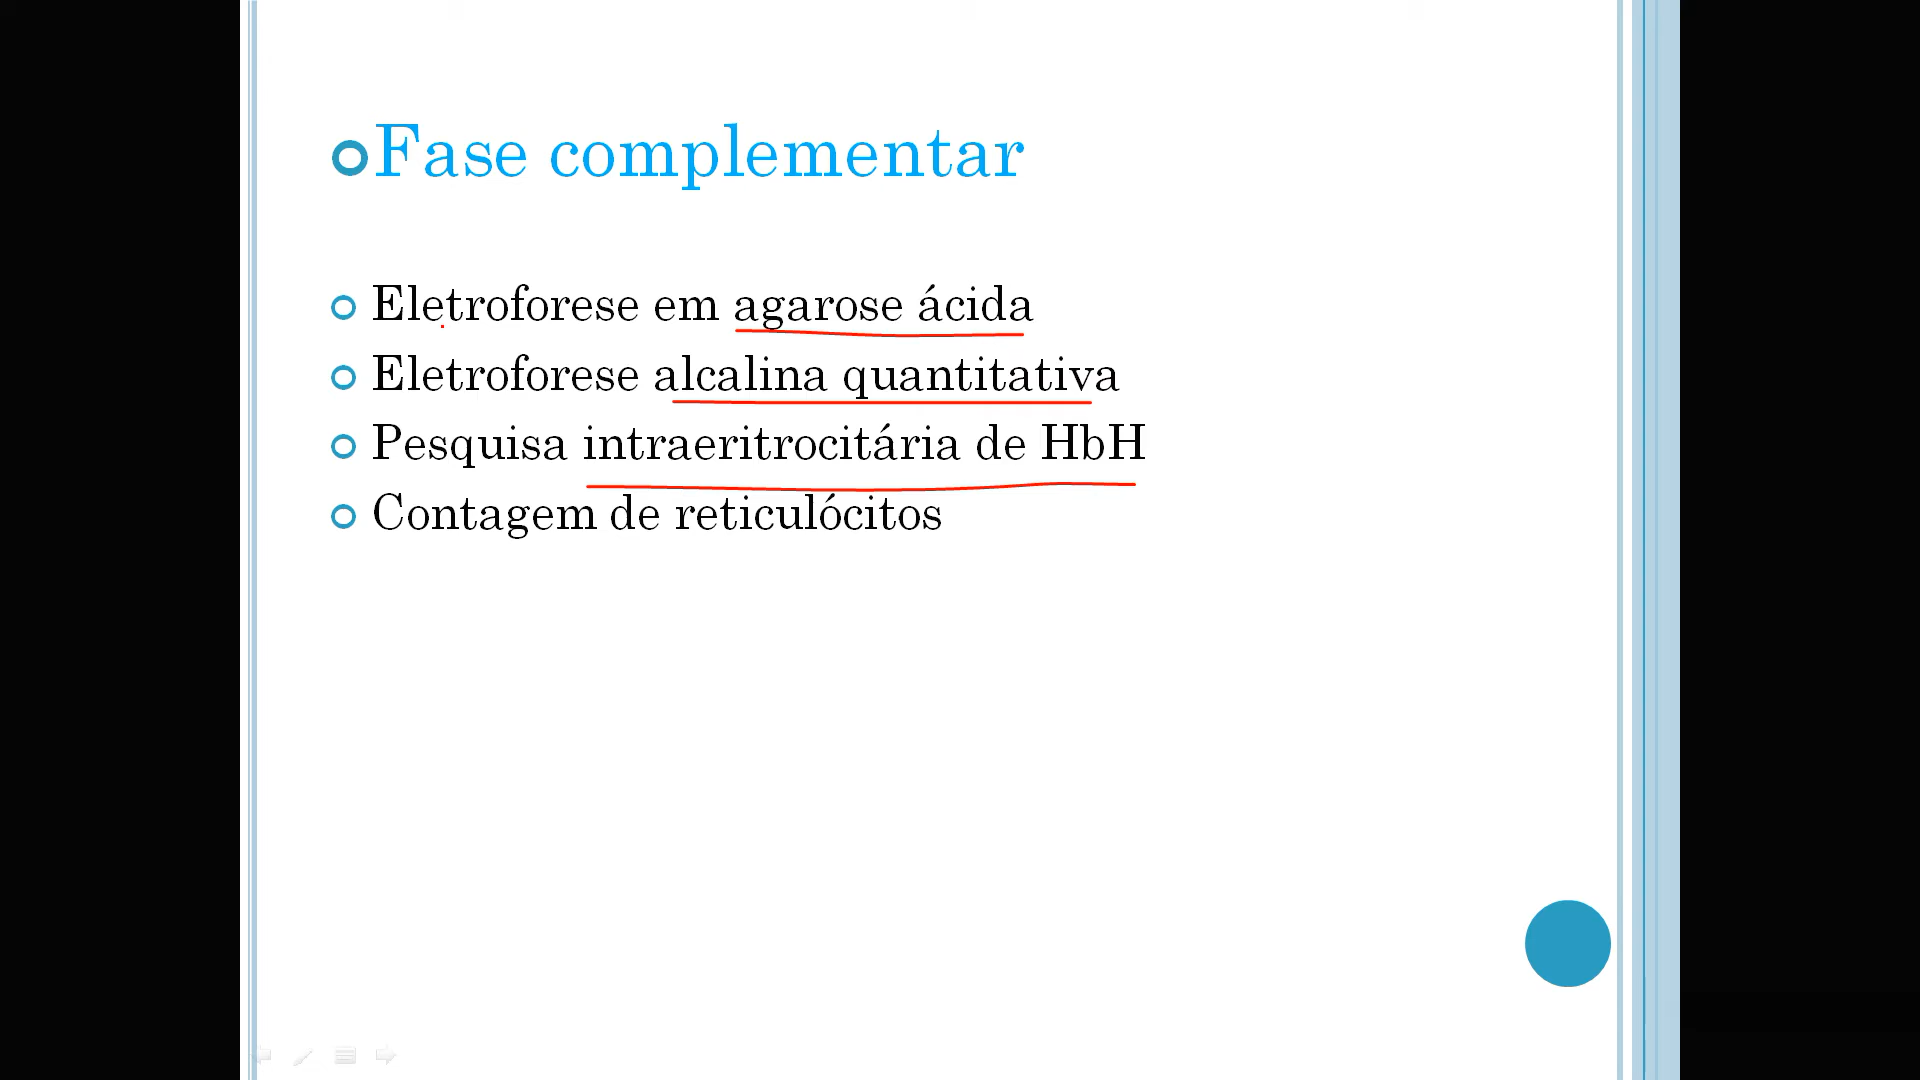 Fase complementar
Eletroforese em agarose ácida
Eletroforese alcalina quantitativa
Pesquisa intraeritrocitária de HbH
Contagem de reticulócitos